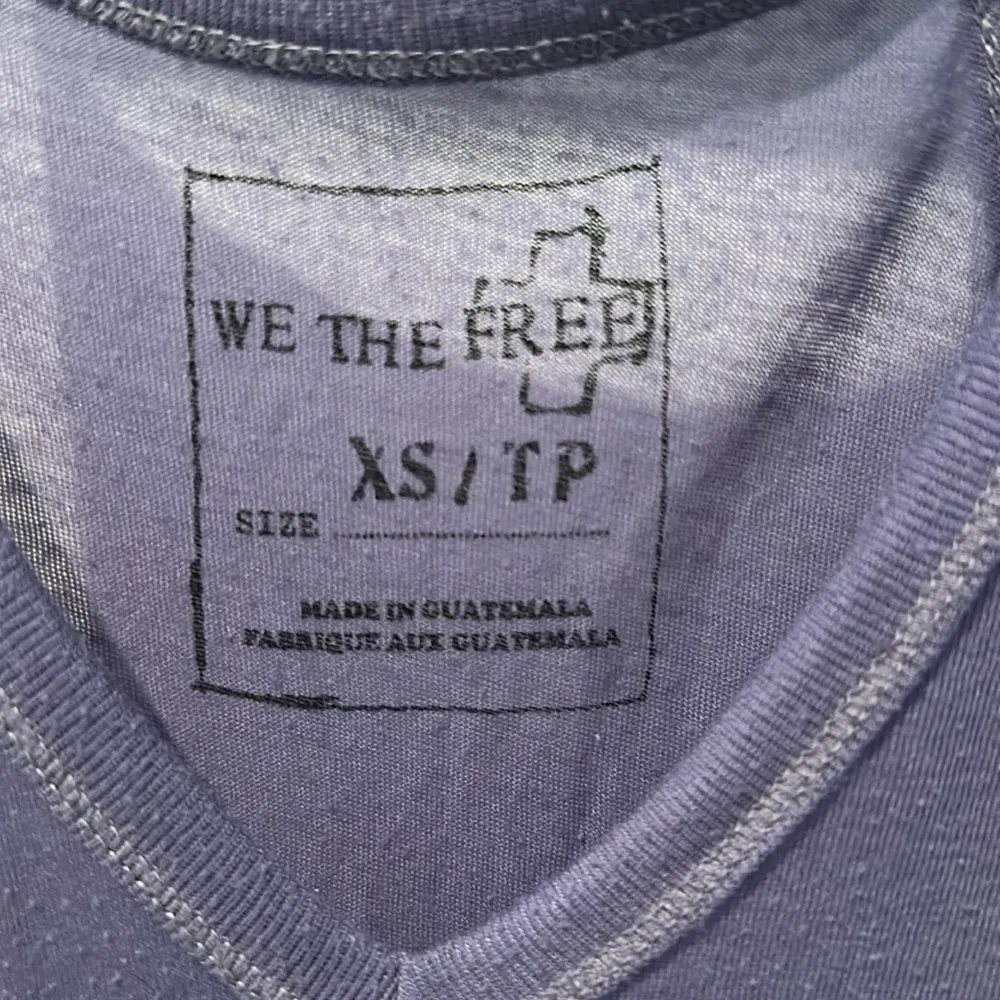 WE THE FREE
XS/TP
SIZE
MADE IN GUATEMALA
FABRIQUE AUX GUATEMALA